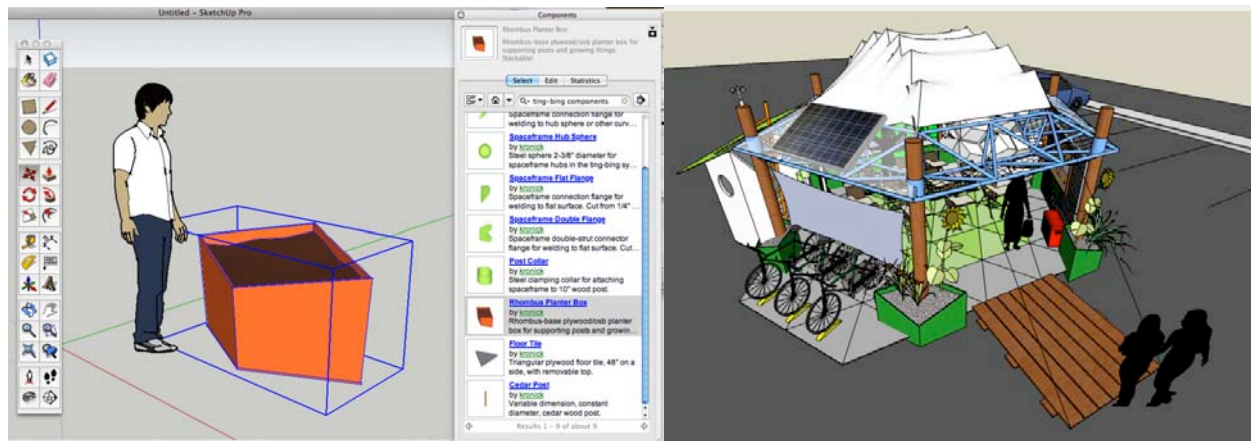 Untitled – SketchUp Pro
Components
Rhombus Planter Box
Rhombus-base plywood/osb planter box for
supporting posts and growing things.
Stackable!
Select Edit Statistics
ting-bing components
Spaceframe connection flange for
welding to hub sphere or other curv...
Spaceframe Hub Sphere
by kronick
Steel sphere 2-3/8" diameter for
spaceframe hubs in the ting-bing sy...
Spaceframe Flat Flange
by kronick
Spaceframe connection flange for
welding to flat surface. Cut from 1/4" ...
Spaceframe Double Flange
by kronick
Spaceframe double-strut connector
flange for welding to flat surface. Cut...
Post Collar
by kronick
Steel clamping collar for attaching
spaceframe to 10" wood post.
Rhombus Planter Box
by kronick
Rhombus-base plywood/osb planter
box for supporting posts and growin...
Floor Tile
by kronick
Triangular plywood floor tile, 48" on a
side, with removable top.
Cedar Post
by kronick
Variable dimension, constant
diameter, cedar wood post.
Results 1 – 9 of about 9